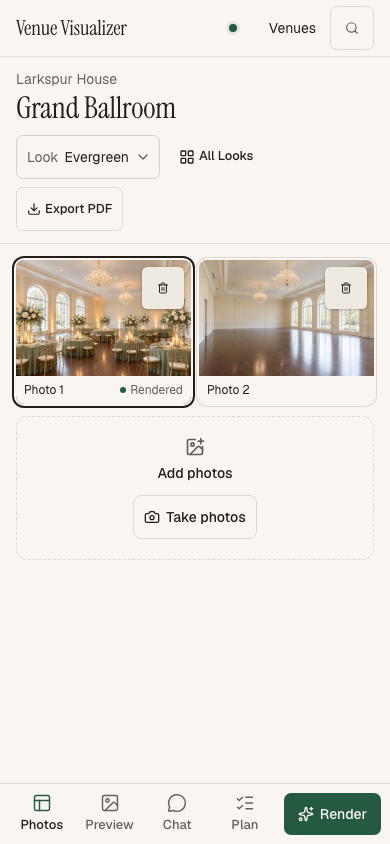 Venue Visualizer
Venues
Larkspur House
Grand Ballroom
Look Evergreen
All Looks
Export PDF
Photo 1
Rendered
Photo 2
Add photos
Take photos
Photos
Preview
Chat
Plan
Render